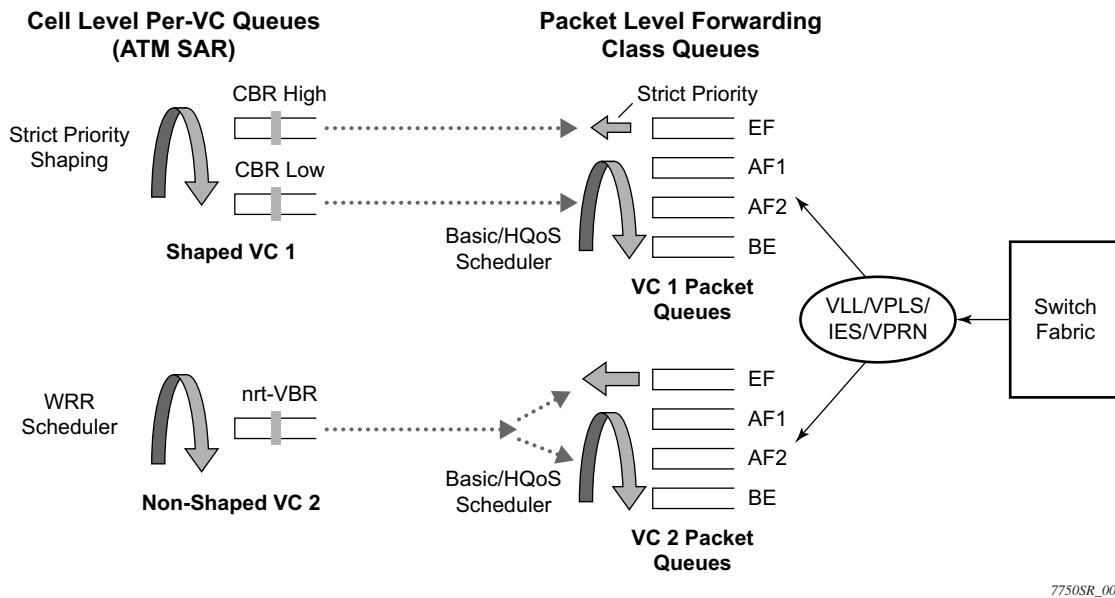 Cell Level Per-VC Queues
(ATM SAR)
Packet Level Forwarding
Class Queues
CBR High
Strict Priority
EF
Strict Priority
Shaping
AF1
CBR Low
AF2
Basic/HQoS
Scheduler
BE
Shaped VC 1
VC 1 Packet
Queues
VLL/VPLS/
IES/VPRN
Switch
Fabric
EF
WRR
Scheduler
nrt-VBR
AF1
AF2
Basic/HQoS
Scheduler
BE
Non-Shaped VC 2
VC 2 Packet
Queues
7750SR_00